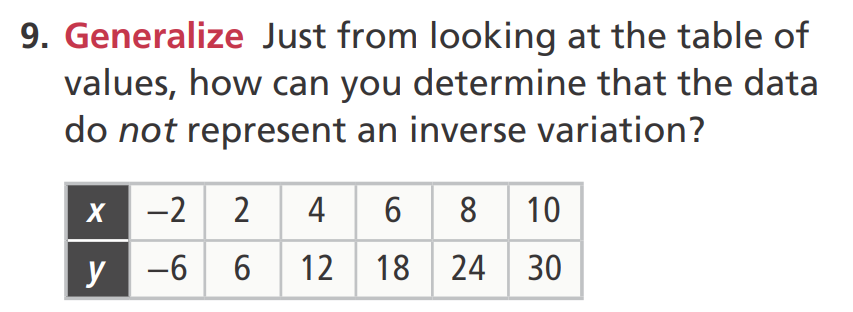 9. Generalize Just from looking at the table of
values, how can you determine that the data
do not represent an inverse variation?
x −2 2 4 6 8 10
y −6 6 12 18 24 30